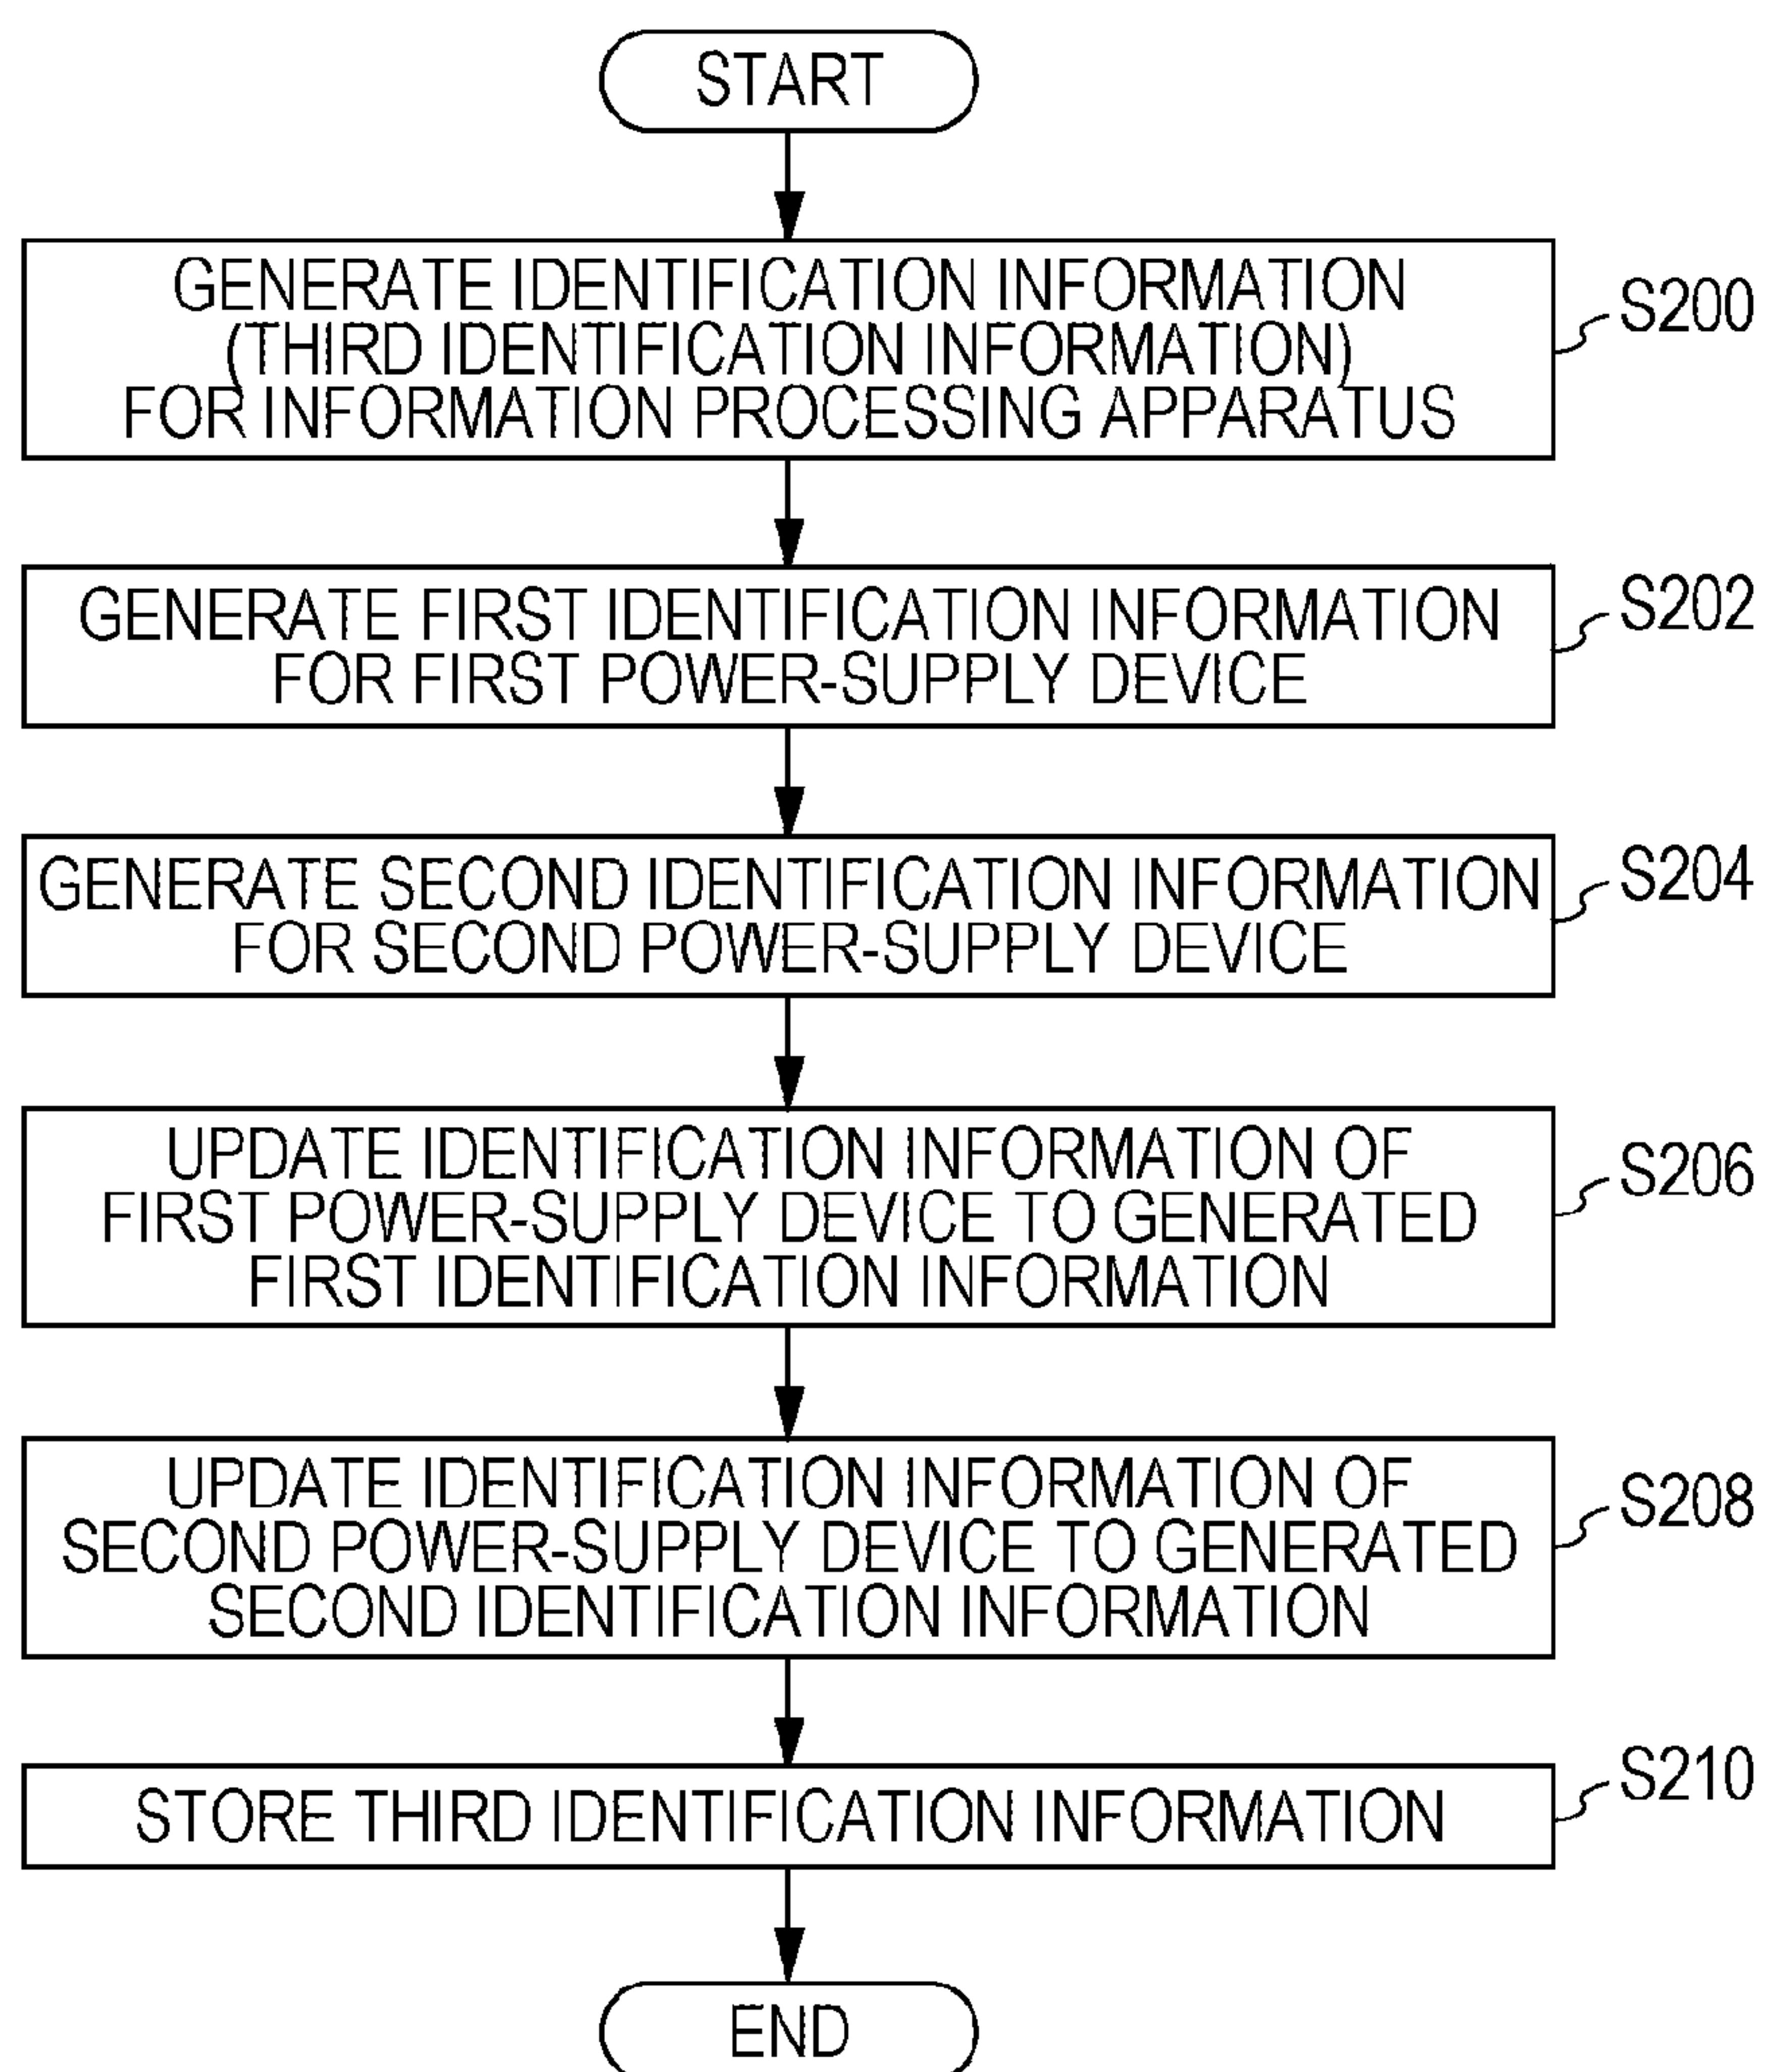 START
GENERATE IDENTIFICATION INFORMATION
(THIRD IDENTIFICATION INFORMATION)
FOR INFORMATION PROCESSING APPARATUS
S200
GENERATE FIRST IDENTIFICATION INFORMATION
FOR FIRST POWER-SUPPLY DEVICE
S202
GENERATE SECOND IDENTIFICATION INFORMATION
FOR SECOND POWER-SUPPLY DEVICE
S204
UPDATE IDENTIFICATION INFORMATION OF
FIRST POWER-SUPPLY DEVICE TO GENERATED
FIRST IDENTIFICATION INFORMATION
S206
UPDATE IDENTIFICATION INFORMATION OF
SECOND POWER-SUPPLY DEVICE TO GENERATED
SECOND IDENTIFICATION INFORMATION
S208
STORE THIRD IDENTIFICATION INFORMATION
S210
END